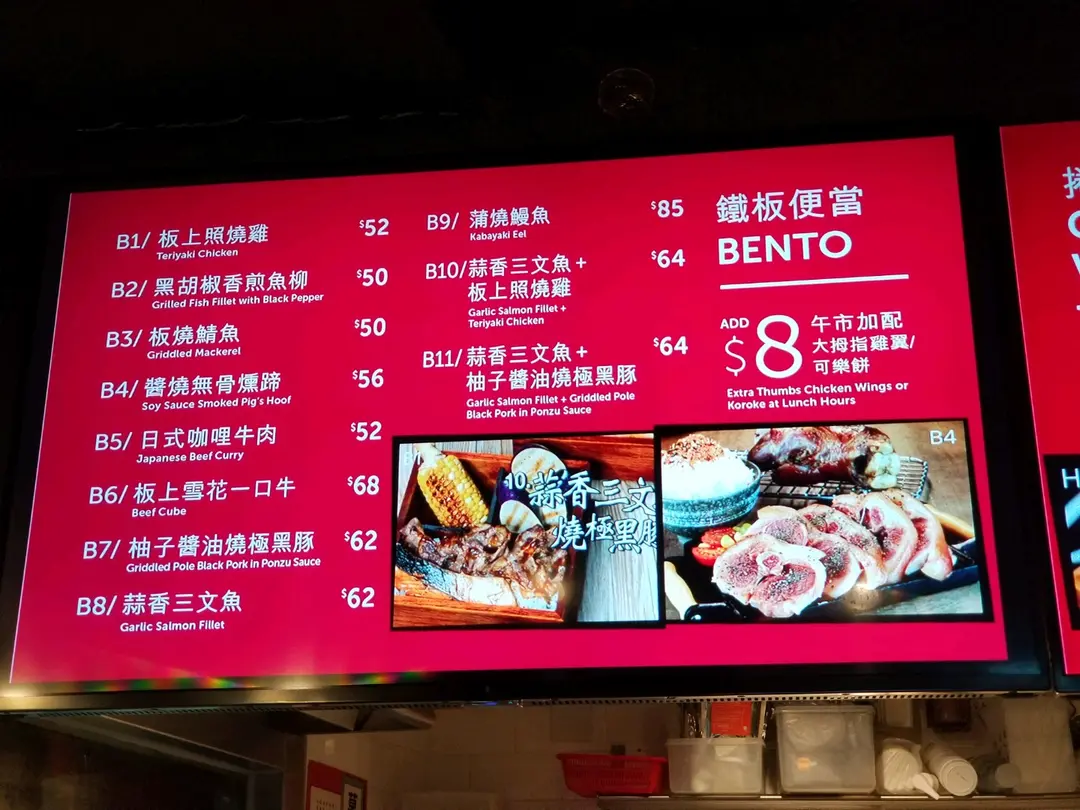 B1/ 板上照燒雞 $52
Teriyaki Chicken
B2/ 黑胡椒香煎魚柳 $50
Grilled Fish Fillet with Black Pepper
B3/ 板燒鯖魚 $50
Griddled Mackerel
B4/ 醬燒無骨燻蹄 $56
Soy Sauce Smoked Pig's Hoof
B5/ 日式咖喱牛肉 $52
Japanese Beef Curry
B6/ 板上雪花一口牛 $68
Beef Cube
B7/ 柚子醬油燒極黑豚 $62
Griddled Pole Black Pork in Ponzu Sauce
B8/ 蒜香三文魚 $62
Garlic Salmon Fillet
B9/ 蒲燒鰻魚 $85
Kabayaki Eel
B10/ 蒜香三文魚 + $64
板上照燒雞
Garlic Salmon Fillet +
Teriyaki Chicken
B11/ 蒜香三文魚 + $64
柚子醬油燒極黑豚
Garlic Salmon Fillet + Griddled Pole
Black Pork in Ponzu Sauce
鐵板便當
BENTO
ADD $8
午市加配
大拇指雞翼/
可樂餅
Extra Thumbs Chicken Wings or
Koroke at Lunch Hours
10.蒜香三文
燒極黑豚
B4
H